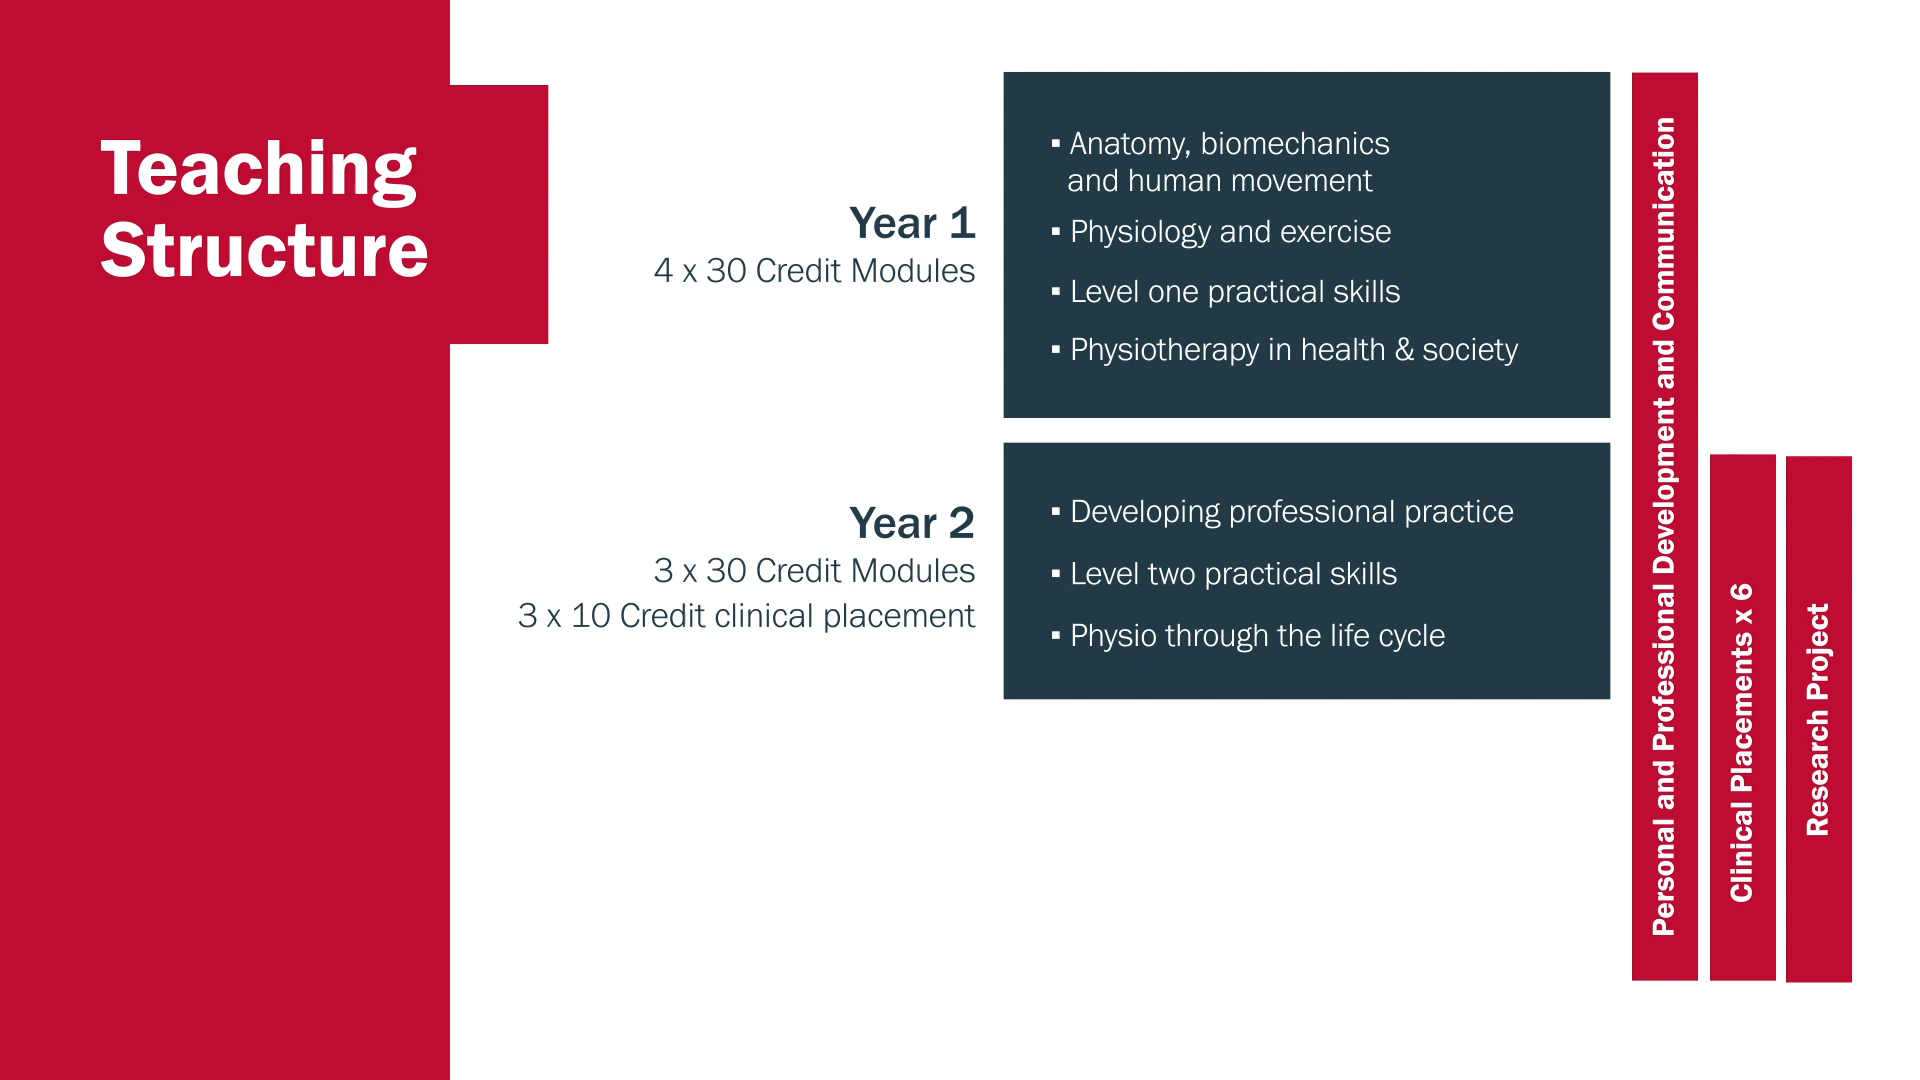 Teaching
Structure
Year 1
4 x 30 Credit Modules
▪ Anatomy, biomechanics
and human movement
▪ Physiology and exercise
▪ Level one practical skills
▪ Physiotherapy in health & society
Year 2
3 x 30 Credit Modules
3 x 10 Credit clinical placement
▪ Developing professional practice
▪ Level two practical skills
▪ Physio through the life cycle
Personal and Professional Development and Communication
Clinical Placements x 6
Research Project